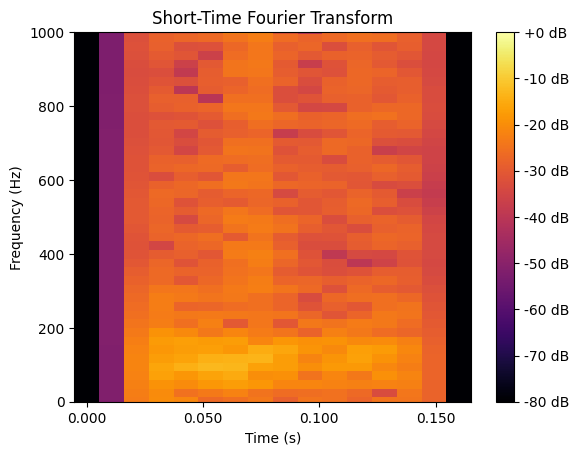 Short-Time Fourier Transform
1000
800
600
400
200
0
Frequency (Hz)
0.000
0.050
0.100
0.150
Time (s)
+0 dB
-10 dB
-20 dB
-30 dB
-40 dB
-50 dB
-60 dB
-70 dB
-80 dB